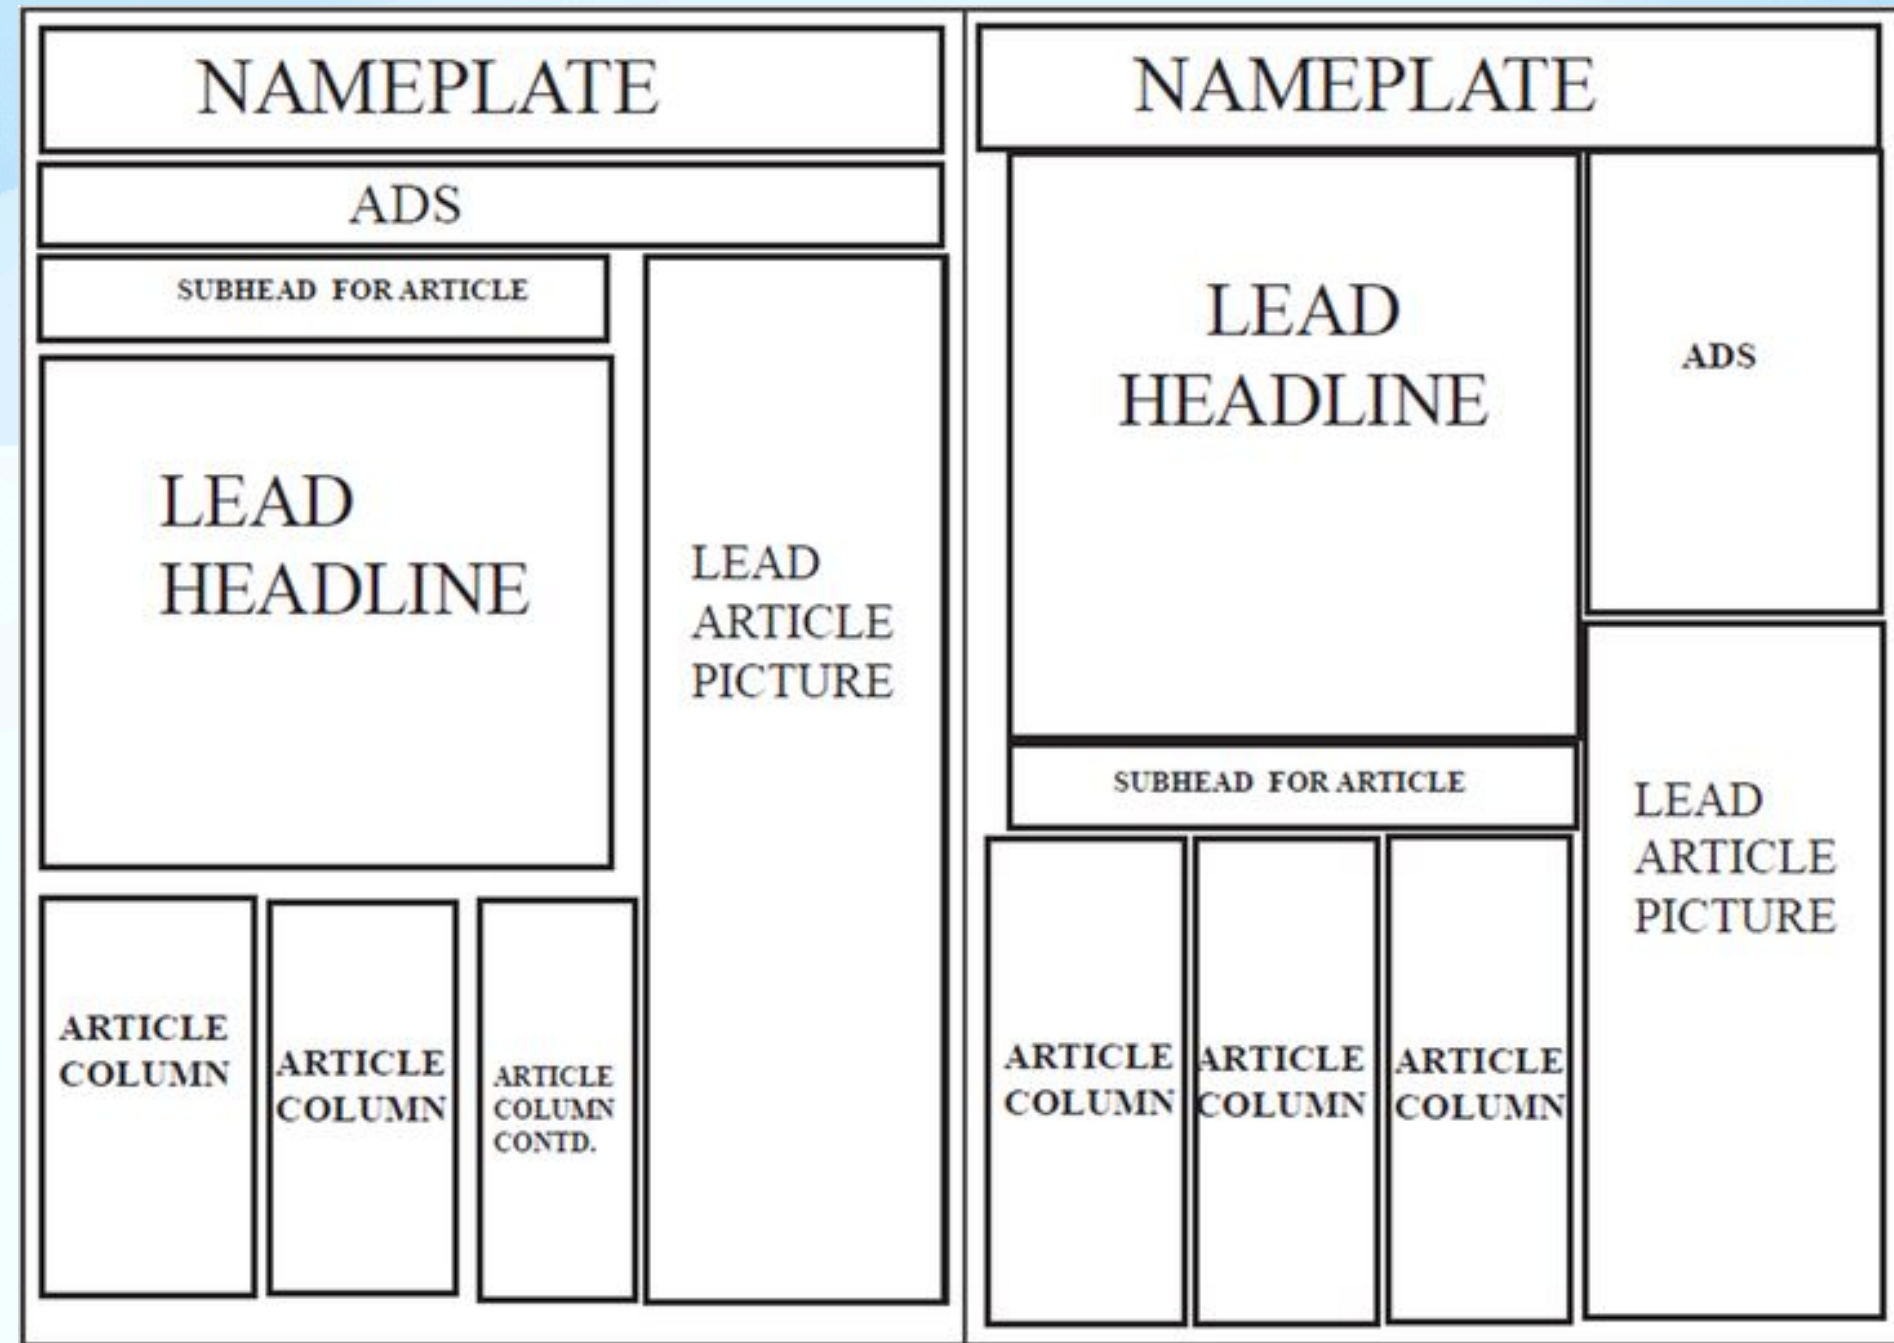 NAMEPLATE
ADS
SUBHEAD FOR ARTICLE
LEAD
HEADLINE
LEAD
ARTICLE
PICTURE
ARTICLE
COLUMN
ARTICLE
COLUMN
ARTICLE
COLUMN
CONTD.
NAMEPLATE
LEAD
HEADLINE
ADS
SUBHEAD FOR ARTICLE
LEAD
ARTICLE
PICTURE
ARTICLE
COLUMN
ARTICLE
COLUMN
ARTICLE
COLUMN